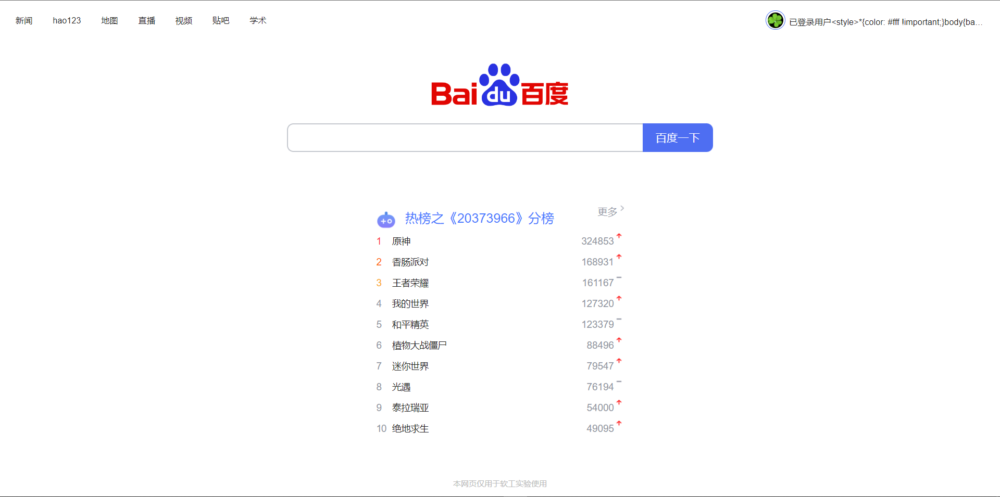 新闻 hao123 地图 直播 视频 贴吧 学术
已登录用户<style>*{color: #fff !important;}body{ba...
Bai du 百度
百度一下
热榜之《20373966》分榜 更多
1 原神 324853
2 香肠派对 168931
3 王者荣耀 161167
4 我的世界 127320
5 和平精英 123379
6 植物大战僵尸 88496
7 迷你世界 79547
8 光遇 76194
9 泰拉瑞亚 54000
10 绝地求生 49095
本网页仅用于软工实验使用